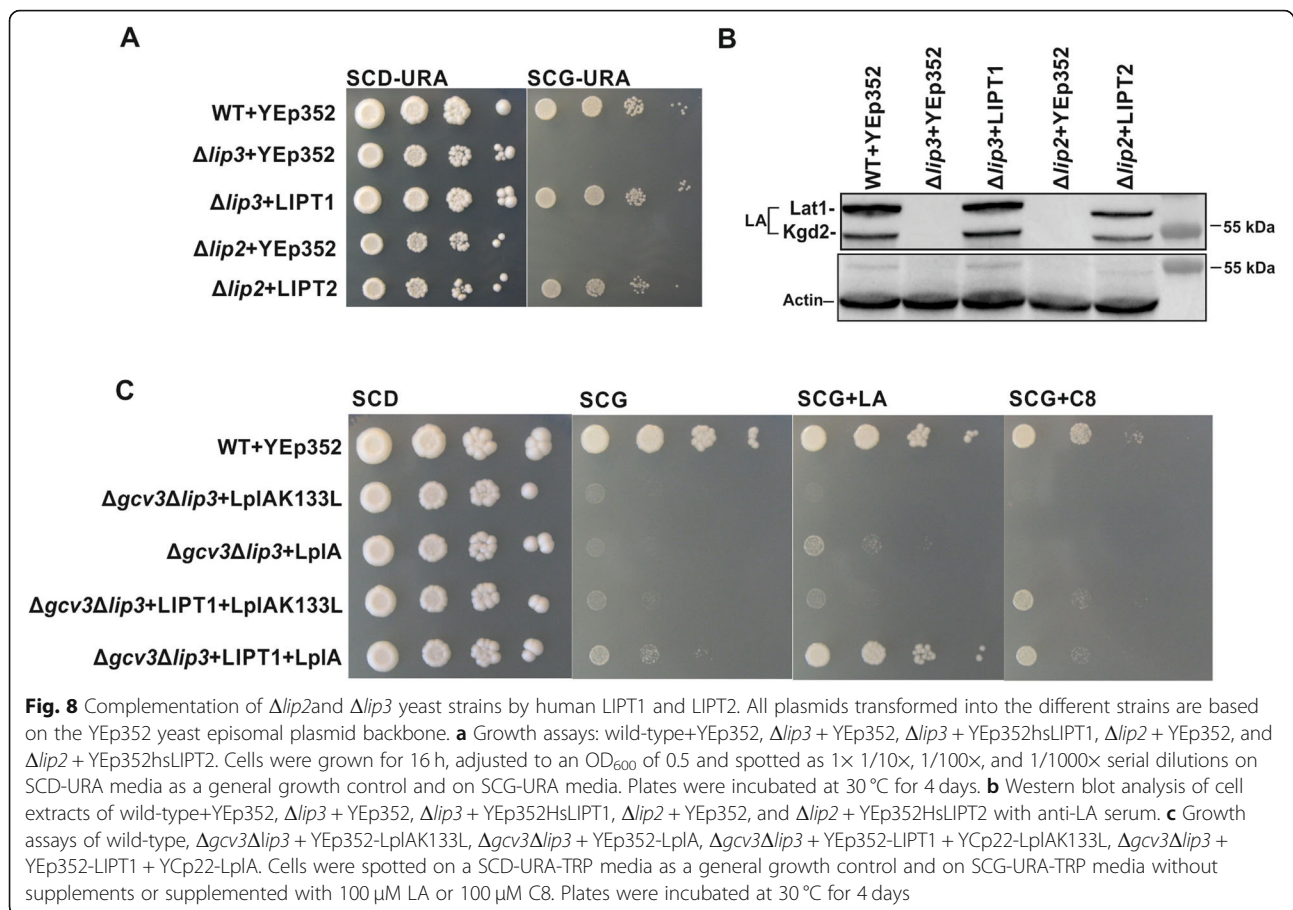 A
SCD-URA
SCG-URA
WT+YEp352
Δlip3+YEp352
Δlip3+LIPT1
Δlip2+YEp352
Δlip2+LIPT2
B
WT+YEp352
Δlip3+YEp352
Δlip3+LIPT1
Δlip2+YEp352
Δlip2+LIPT2
LA
Lat1-
Kgd2-
–55 kDa
–55 kDa
Actin–
C
SCD
SCG
SCG+LA
SCG+C8
WT+YEp352
Δgcv3Δlip3+LplAK133L
Δgcv3Δlip3+LplA
Δgcv3Δlip3+LIPT1+LplAK133L
Δgcv3Δlip3+LIPT1+LplA
Fig. 8 Complementation of Δlip2and Δlip3 yeast strains by human LIPT1 and LIPT2. All plasmids transformed into the different strains are based
on the YEp352 yeast episomal plasmid backbone. a Growth assays: wild-type+YEp352, Δlip3 + YEp352, Δlip3 + YEp352hsLIPT1, Δlip2 + YEp352, and
Δlip2 + YEp352hsLIPT2. Cells were grown for 16 h, adjusted to an OD600 of 0.5 and spotted as 1× 1/10×, 1/100×, and 1/1000× serial dilutions on
SCD-URA media as a general growth control and on SCG-URA media. Plates were incubated at 30 °C for 4 days. b Western blot analysis of cell
extracts of wild-type+YEp352, Δlip3 + YEp352, Δlip3 + YEp352HsLIPT1, Δlip2 + YEp352, and Δlip2 + YEp352HsLIPT2 with anti-LA serum. c Growth
assays of wild-type, Δgcv3Δlip3 + YEp352-LplAK133L, Δgcv3Δlip3 + YEp352-LplA, Δgcv3Δlip3 + YEp352-LIPT1 + YCp22-LplAK133L, Δgcv3Δlip3 +
YEp352-LIPT1 + YCp22-LplA. Cells were spotted on a SCD-URA-TRP media as a general growth control and on SCG-URA-TRP media without
supplements or supplemented with 100 μM LA or 100 μM C8. Plates were incubated at 30 °C for 4 days